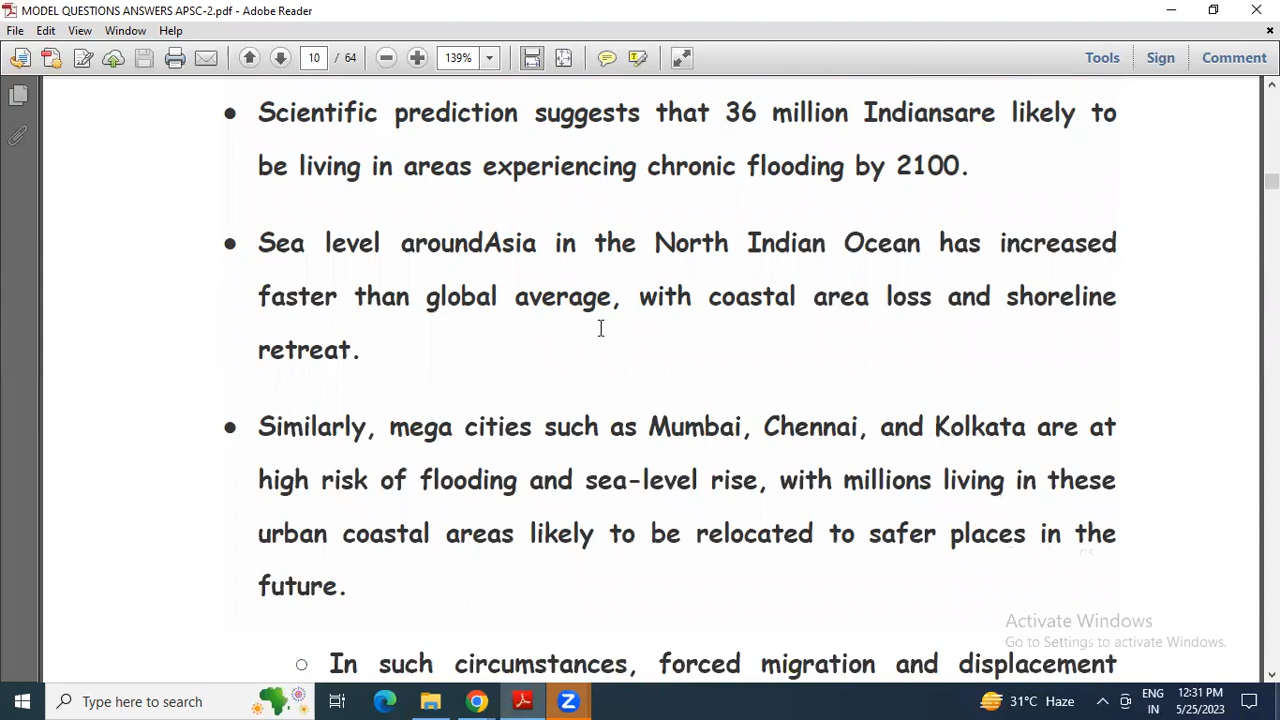 MODEL QUESTIONS ANSWERS APSC-2.pdf - Adobe Reader
File Edit View Window Help
10 / 64 139% Tools Sign Comment
● Scientific prediction suggests that 36 million Indiansare likely to
be living in areas experiencing chronic flooding by 2100.
● Sea level aroundAsia in the North Indian Ocean has increased
faster than global average, with coastal area loss and shoreline
retreat.
● Similarly, mega cities such as Mumbai, Chennai, and Kolkata are at
high risk of flooding and sea-level rise, with millions living in these
urban coastal areas likely to be relocated to safer places in the
future.
○ In such circumstances, forced migration and displacement
Activate Windows
Go to Settings to activate Windows.
Type here to search
31°C Haze
ENG
IN
12:31 PM
5/25/2023